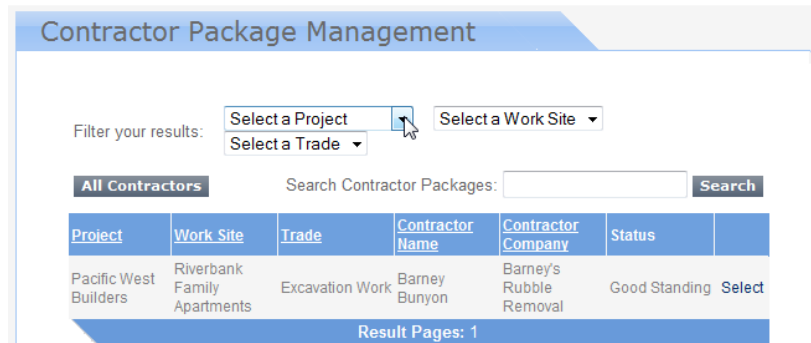 Contractor Package Management
Select a Project Select a Work Site
Filter your results:
Select a Trade
All Contractors Search Contractor Packages: Search
Project Work Site Trade Contractor Name Contractor Company Status
Pacific West Builders Riverbank Family Apartments Excavation Work Barney Bunyon Barney's Rubble Removal Good Standing Select
Result Pages: 1